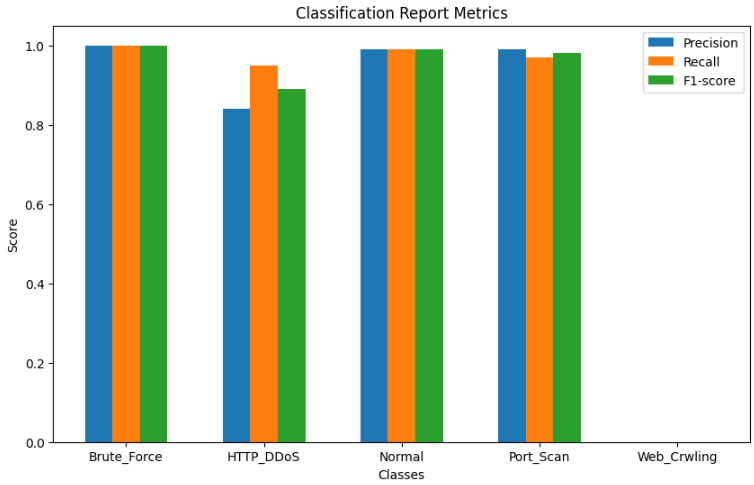 Classification Report Metrics
Precision
Recall
F1-score
Score
1.0
0.8
0.6
0.4
0.2
0.0
Brute_Force
HTTP_DDoS
Normal
Port_Scan
Web_Crwling
Classes